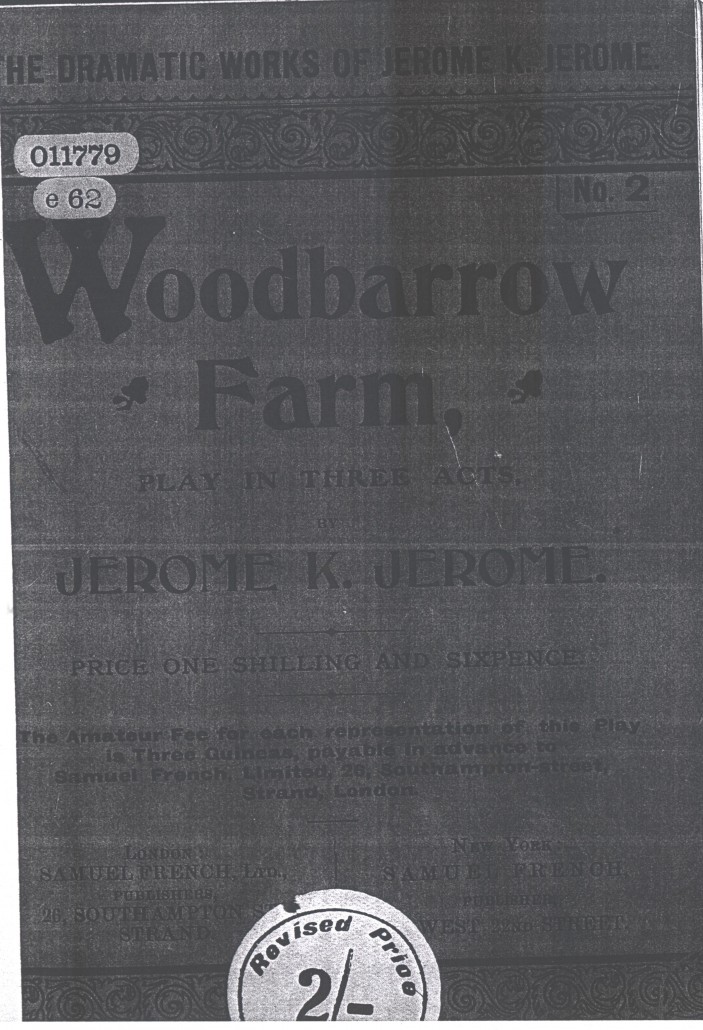 THE DRAMATIC WORKS OF JEROME K. JEROME.
011779
e 62
No. 2
Woodbarrow
Farm,
PLAY IN THREE ACTS.
BY
JEROME K. JEROME.
PRICE ONE SHILLING AND SIXPENCE.
The Amateur Fee for each representation of this Play
is Three Guineas, payable in advance to
Samuel French, Limited, 26, Southampton-street,
Strand, London.
LONDON:
SAMUEL FRENCH, LTD.,
PUBLISHERS,
26, SOUTHAMPTON
STRAND.
NEW YORK:
SAMUEL FRENCH,
PUBLISHER,
WEST STREET.
Revised Price
2/-